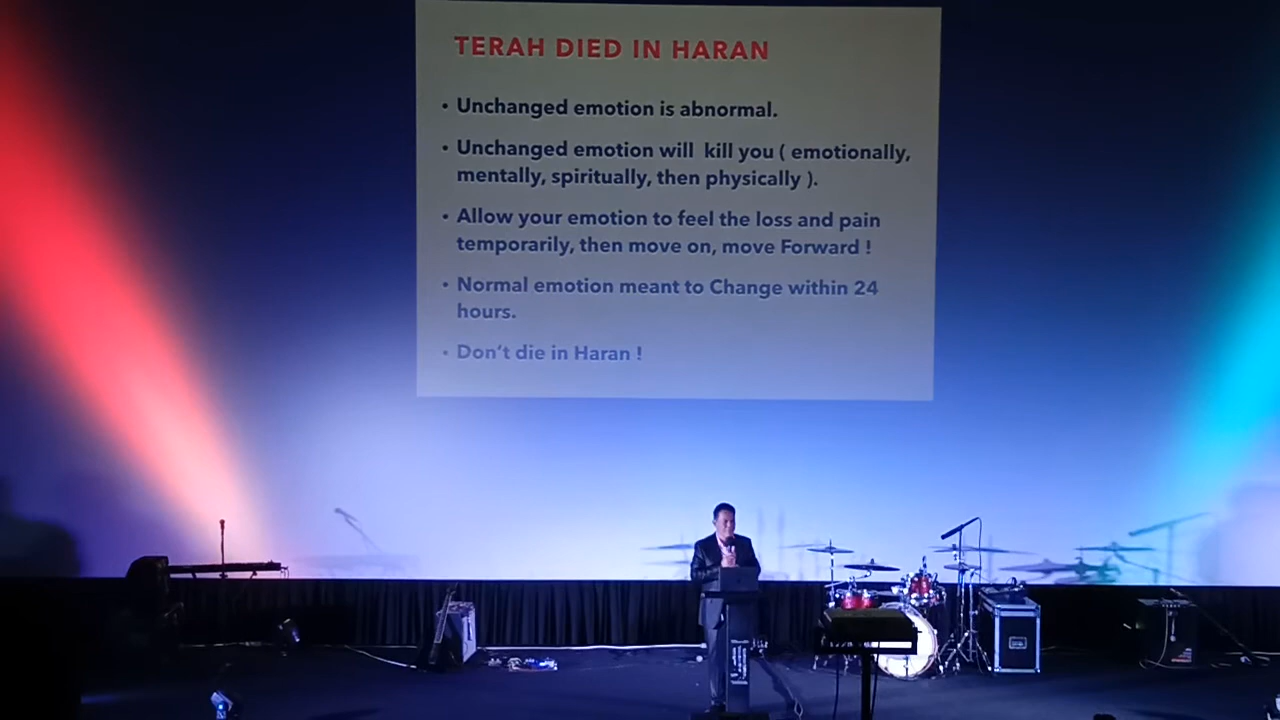 TERAH DIED IN HARAN
• Unchanged emotion is abnormal.
• Unchanged emotion will kill you ( emotionally,
mentally, spiritually, then physically ).
• Allow your emotion to feel the loss and pain
temporarily, then move on, move Forward !
• Normal emotion meant to Change within 24
hours.
• Don't die in Haran !